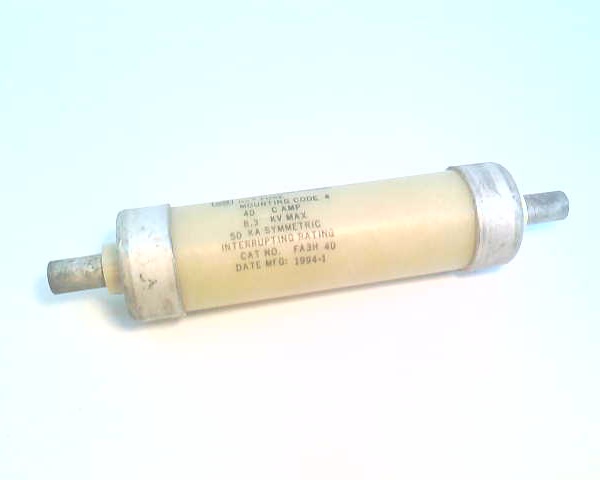 MOUNTING CODE 4
40 C AMP
8.3 KV MAX
50 KA SYMMETRIC
INTERRUPTING RATING
CAT NO. FA3H 40
DATE MFG: 1994-1